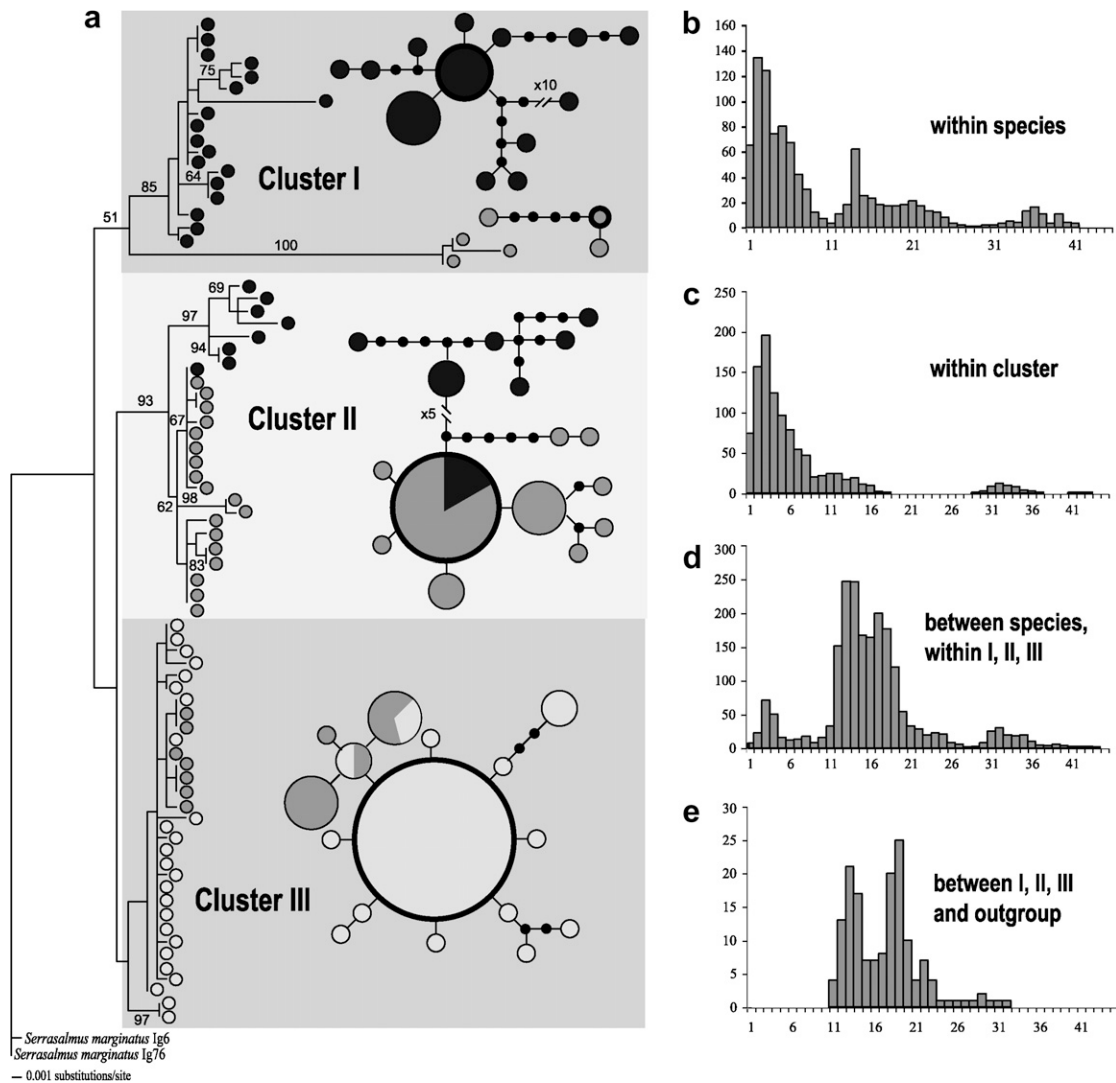 a
75
x10
Cluster I
64
85
51
100
69
97
94
93
Cluster II
x5
67
98
62
83
Cluster III
97
Serrasalmus marginatus Ig6
Serrasalmus marginatus Ig76
0.001 substitutions/site
b
160
140
120
100
80
60
40
20
0
within species
1 11 21 31 41
c
250
200
150
100
50
0
within cluster
1 6 11 16 21 26 31 36 41
d
300
250
200
150
100
50
0
between species,
within I, II, III
1 6 11 16 21 26 31 36 41
e
30
25
20
15
10
5
0
between I, II, III
and outgroup
1 6 11 16 21 26 31 36 41